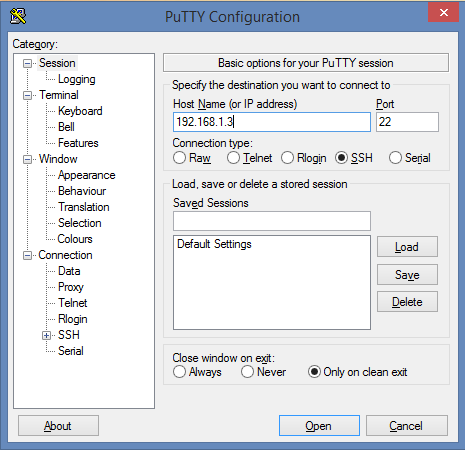 PuTTY Configuration
Category:
Session
Logging
Terminal
Keyboard
Bell
Features
Window
Appearance
Behaviour
Translation
Selection
Colours
Connection
Data
Proxy
Telnet
Rlogin
SSH
Serial
Basic options for your PuTTY session
Specify the destination you want to connect to
Host Name (or IP address) Port
192.168.1.3 22
Connection type:
Raw Telnet Rlogin SSH Serial
Load, save or delete a stored session
Saved Sessions
Default Settings
Load
Save
Delete
Close window on exit:
Always Never Only on clean exit
About Open Cancel